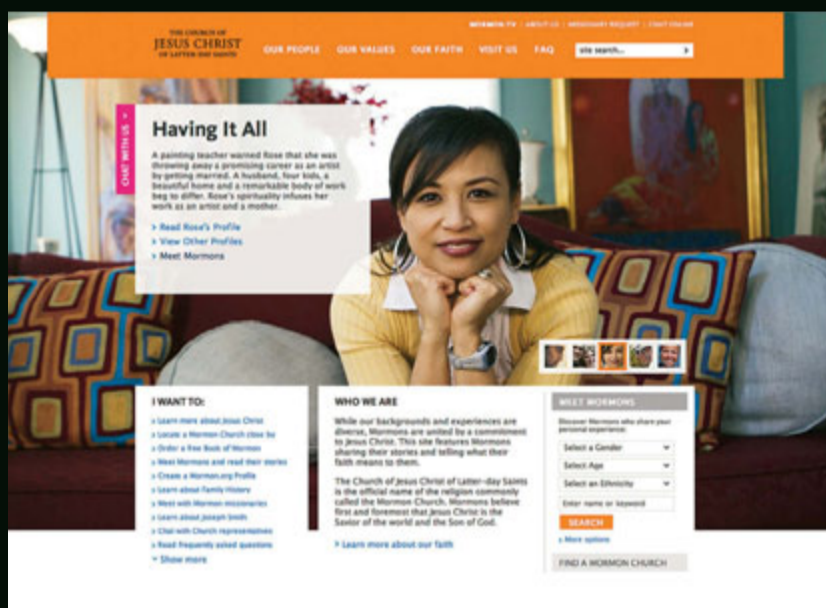 MORMON TV | ABOUT US | MISSIONARY REQUEST | CHAT ONLINE
THE CHURCH OF
JESUS CHRIST
OF LATTER-DAY SAINTS
OUR PEOPLE OUR VALUES OUR FAITH VISIT US FAQ site search...
CHAT WITH US
Having It All
A painting teacher warned Rose that she was
throwing away a promising career as an artist
by getting married. A husband, four kids, a
beautiful home and a remarkable body of work
beg to differ. Rose's spirituality infuses her
work as an artist and a mother.
Read Rose's Profile
View Other Profiles
Meet Mormons
I WANT TO:
Learn more about Jesus Christ
Locate a Mormon Church close by
Order a free Book of Mormon
Meet Mormons and read their stories
Create a Mormon.org Profile
Learn about Family History
Meet with Mormon missionaries
Learn about Joseph Smith
Chat with Church representatives
Read frequently asked questions
Show more
WHO WE ARE
While our backgrounds and experiences are
diverse, Mormons are united by a commitment
to Jesus Christ. This site features Mormons
sharing their stories and telling what their
faith means to them.
The Church of Jesus Christ of Latter-day Saints
is the official name of the religion commonly
called the Mormon Church. Mormons believe
first and foremost that Jesus Christ is the
Savior of the world and the Son of God.
Learn more about our faith
MEET MORMONS
Discover Mormons who share your
personal experience:
Select a Gender
Select Age
Select an Ethnicity
Enter name or keyword
SEARCH
More options
FIND A MORMON CHURCH